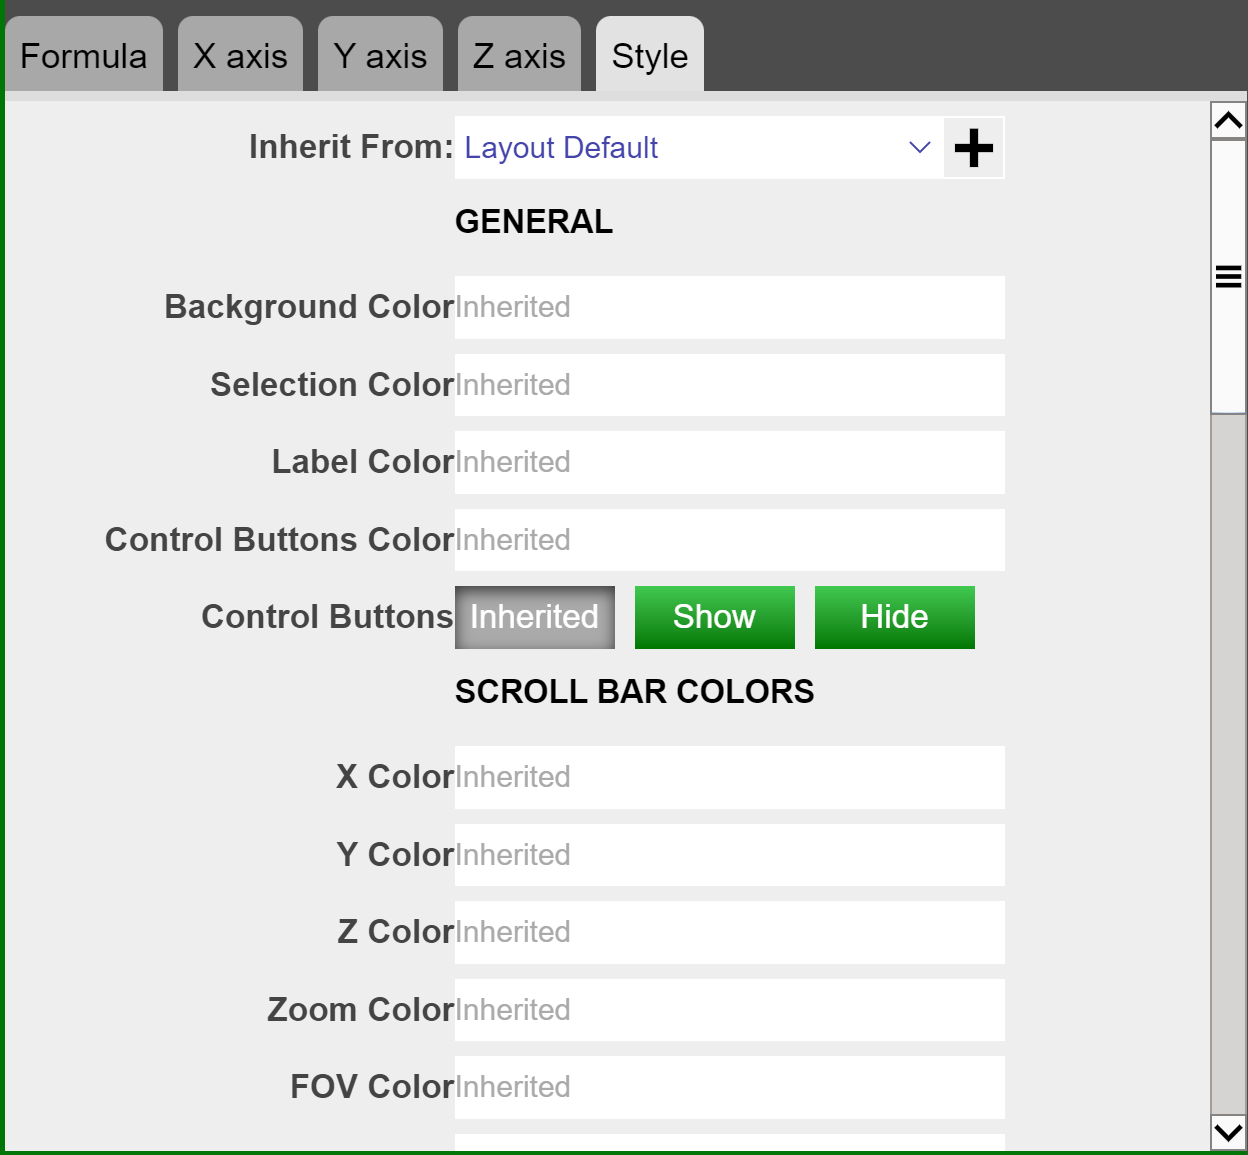 Formula X axis Y axis Z axis Style
Inherit From: Layout Default
GENERAL
Background Color Inherited
Selection Color Inherited
Label Color Inherited
Control Buttons Color Inherited
Control Buttons Inherited Show Hide
SCROLL BAR COLORS
X Color Inherited
Y Color Inherited
Z Color Inherited
Zoom Color Inherited
FOV Color Inherited